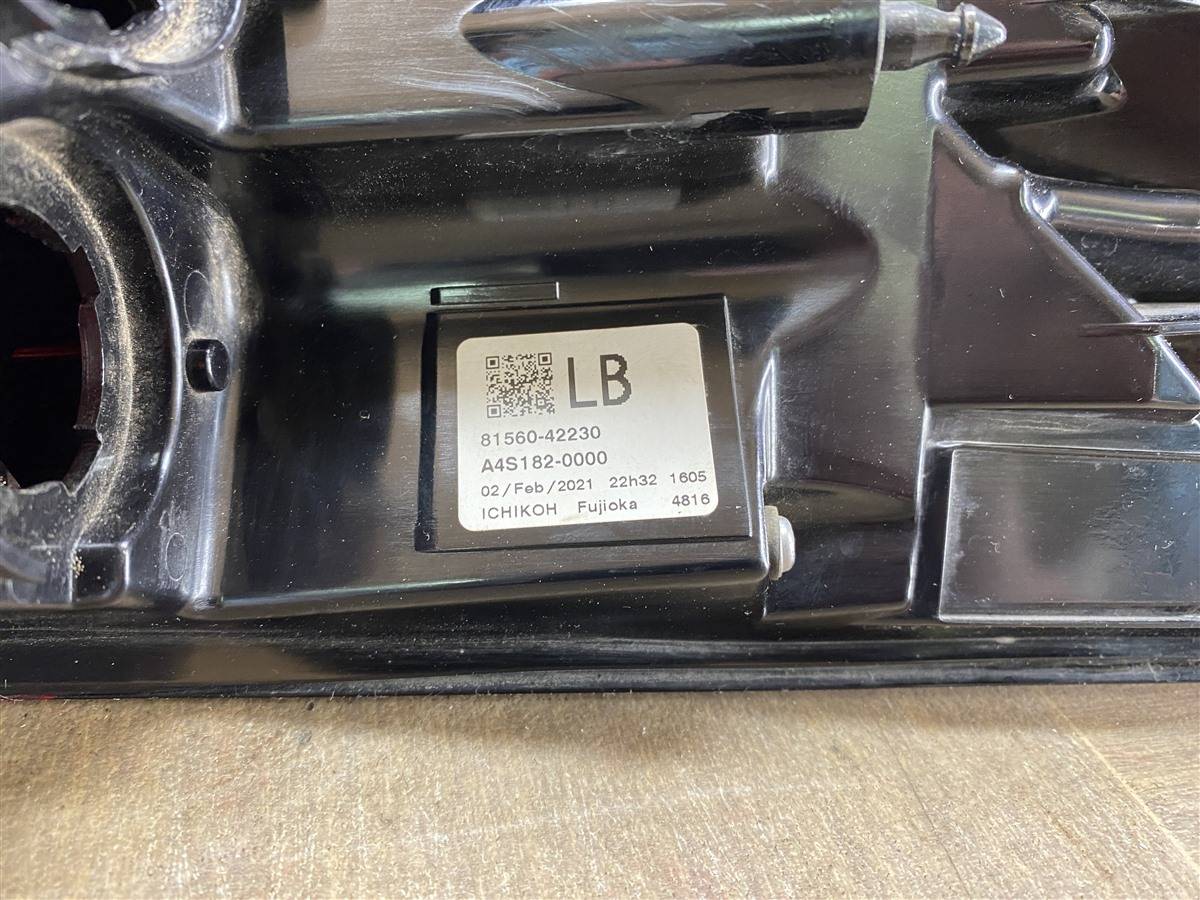 LB
81560-42230
A4S182-0000
02/Feb/2021 22h32 1605
ICHIKOH Fujioka 4816